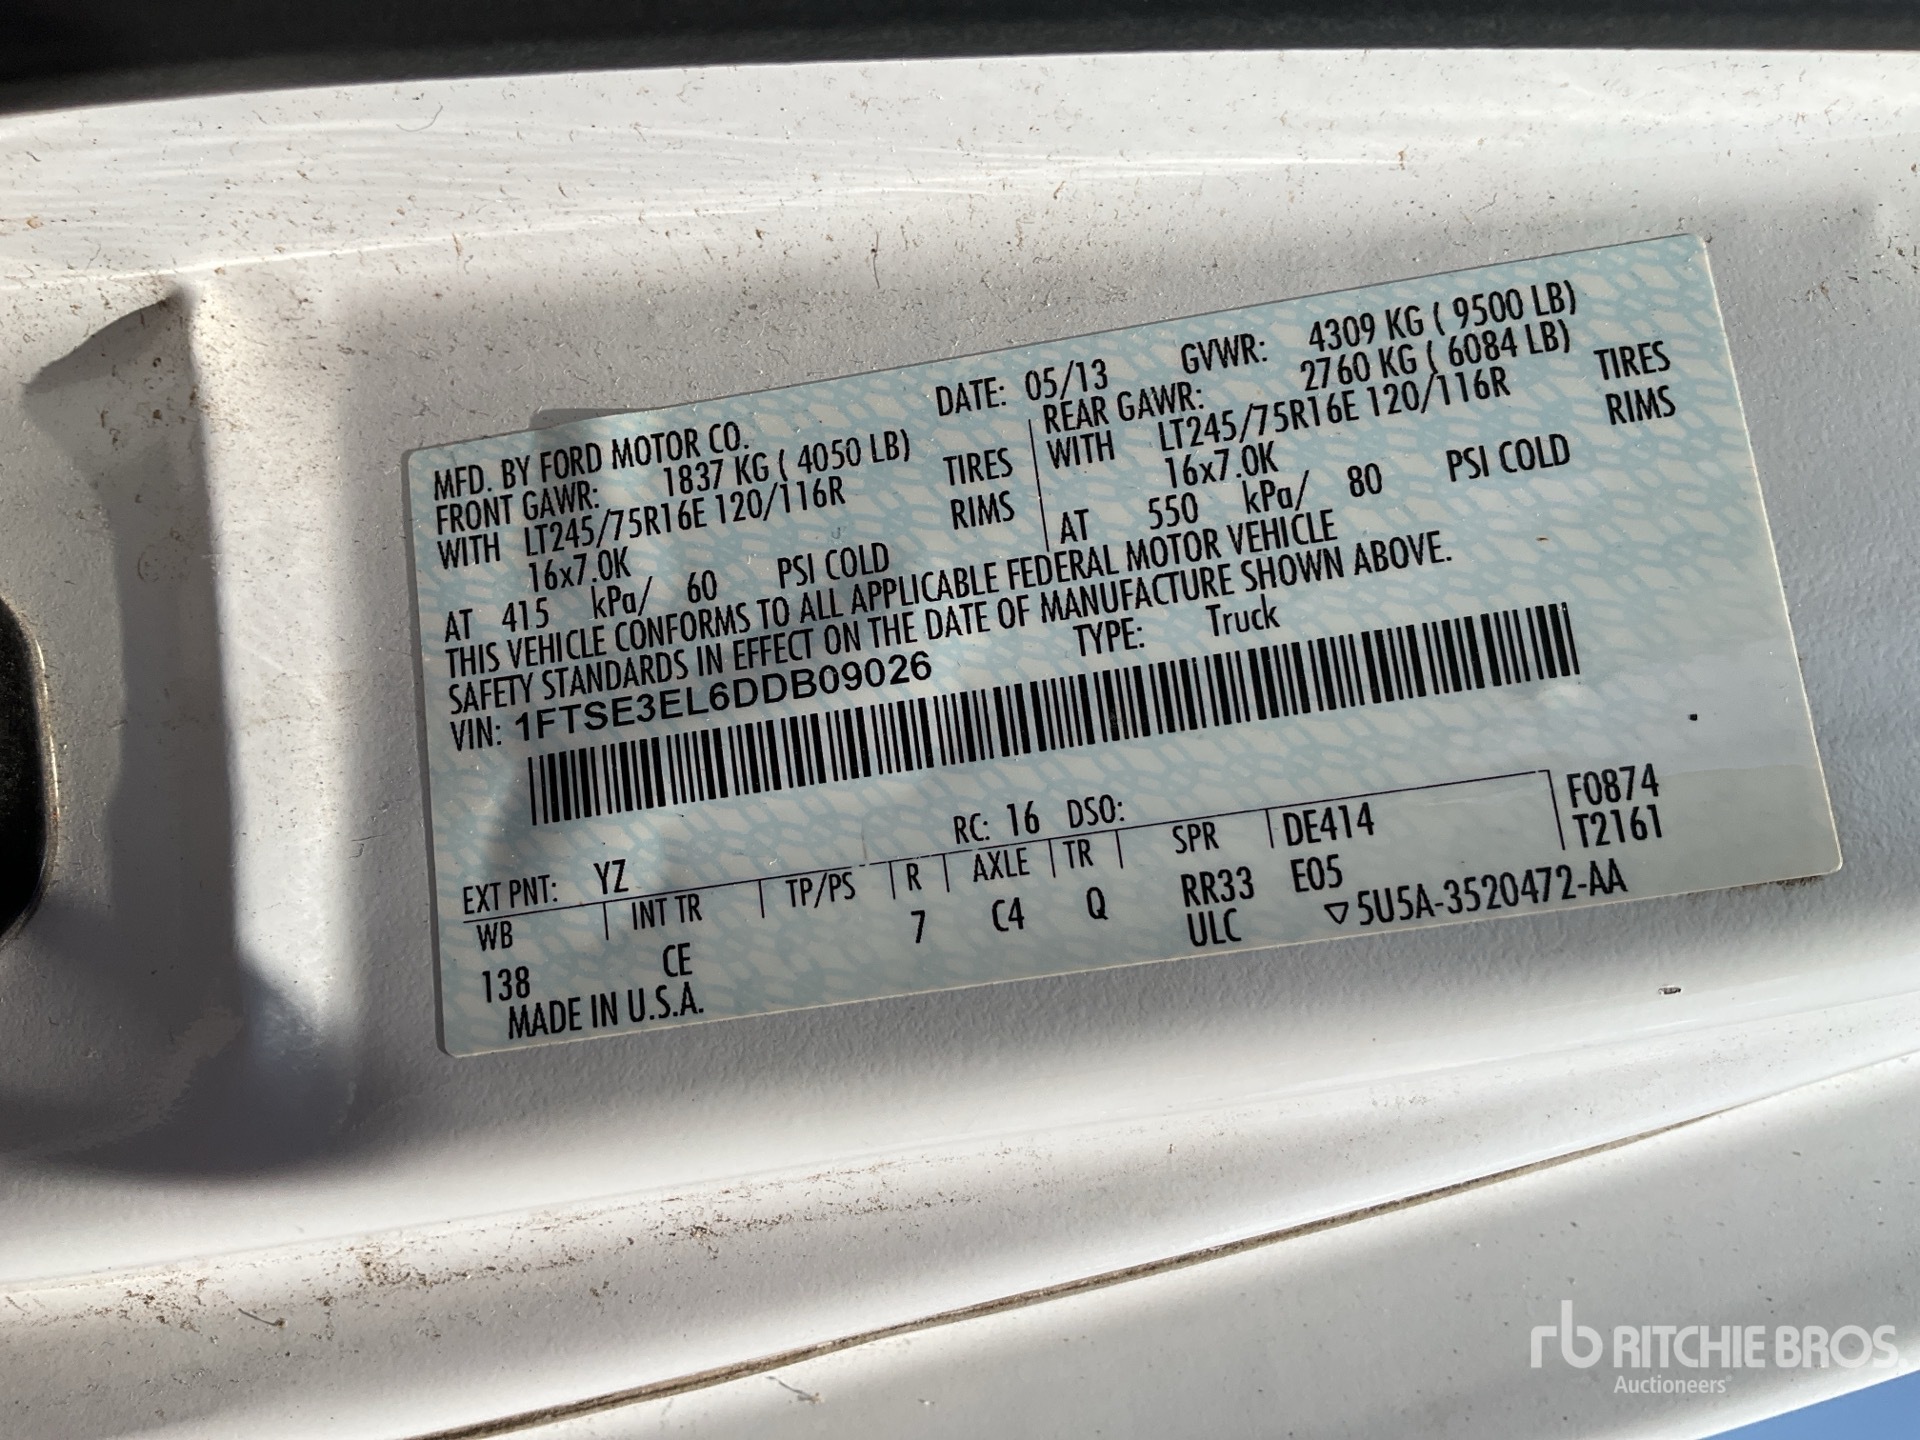 MFD. BY FORD MOTOR CO. DATE: 05/13 GVWR: 4309 KG ( 9500 LB)
FRONT GAWR: 1837 KG ( 4050 LB) REAR GAWR: 2760 KG ( 6084 LB)
WITH LT245/75R16E 120/116R TIRES WITH LT245/75R16E 120/116R TIRES
16x7.0K RIMS 16x7.0K RIMS
AT 415 kPa/ 60 PSI COLD AT 550 kPa/ 80 PSI COLD
THIS VEHICLE CONFORMS TO ALL APPLICABLE FEDERAL MOTOR VEHICLE
SAFETY STANDARDS IN EFFECT ON THE DATE OF MANUFACTURE SHOWN ABOVE.
VIN: 1FTSE3EL6DDB09026 TYPE: Truck
EXT PNT: YZ RC: 16 DSO: F0874
WB INT TR TP/PS R AXLE TR SPR DE414 T2161
138 CE 7 C4 Q RR33 E05
ULC ▽5U5A-3520472-AA
MADE IN U.S.A.
rb RITCHIE BROS.
Auctioneers